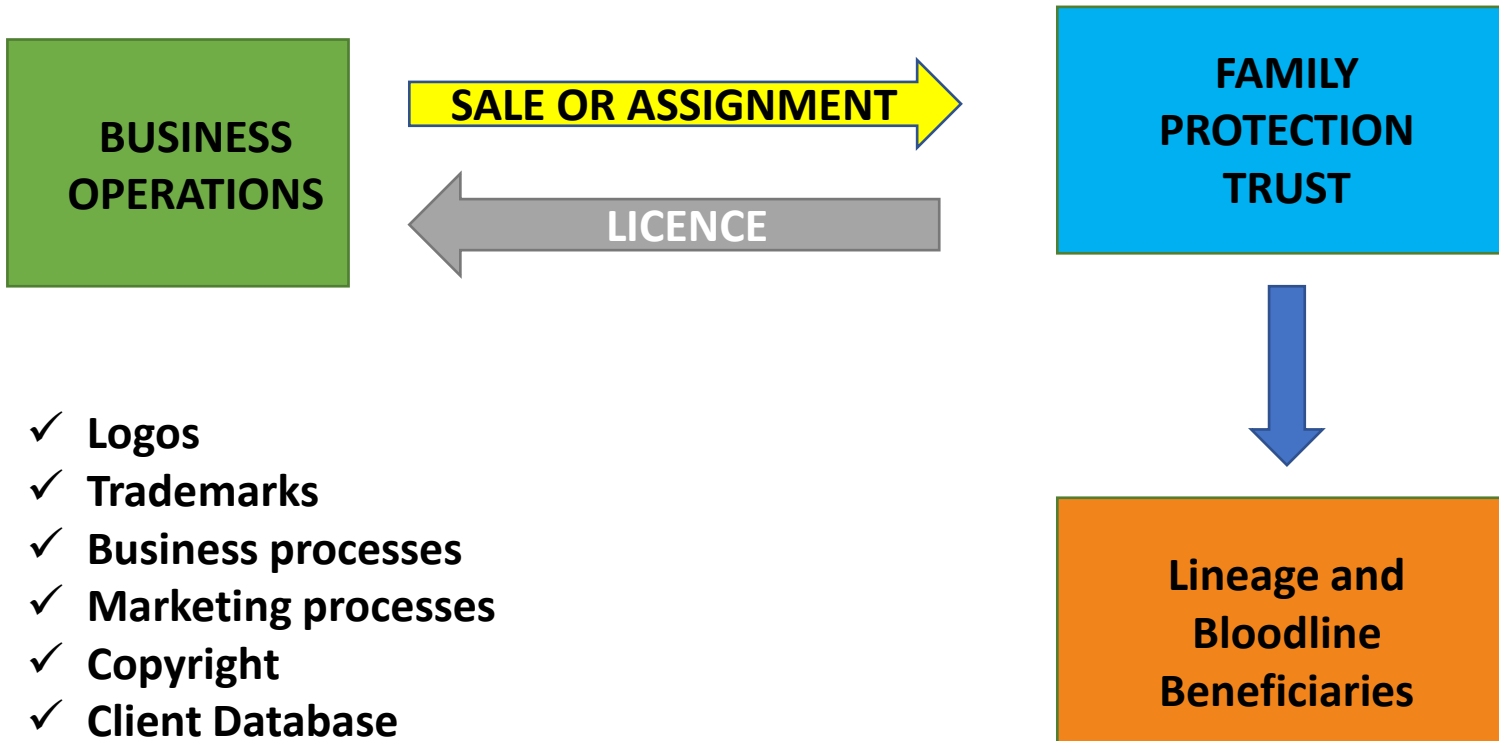 BUSINESS
OPERATIONS
SALE OR ASSIGNMENT
LICENCE
FAMILY
PROTECTION
TRUST
✓ Logos
✓ Trademarks
✓ Business processes
✓ Marketing processes
✓ Copyright
✓ Client Database
Lineage and
Bloodline
Beneficiaries